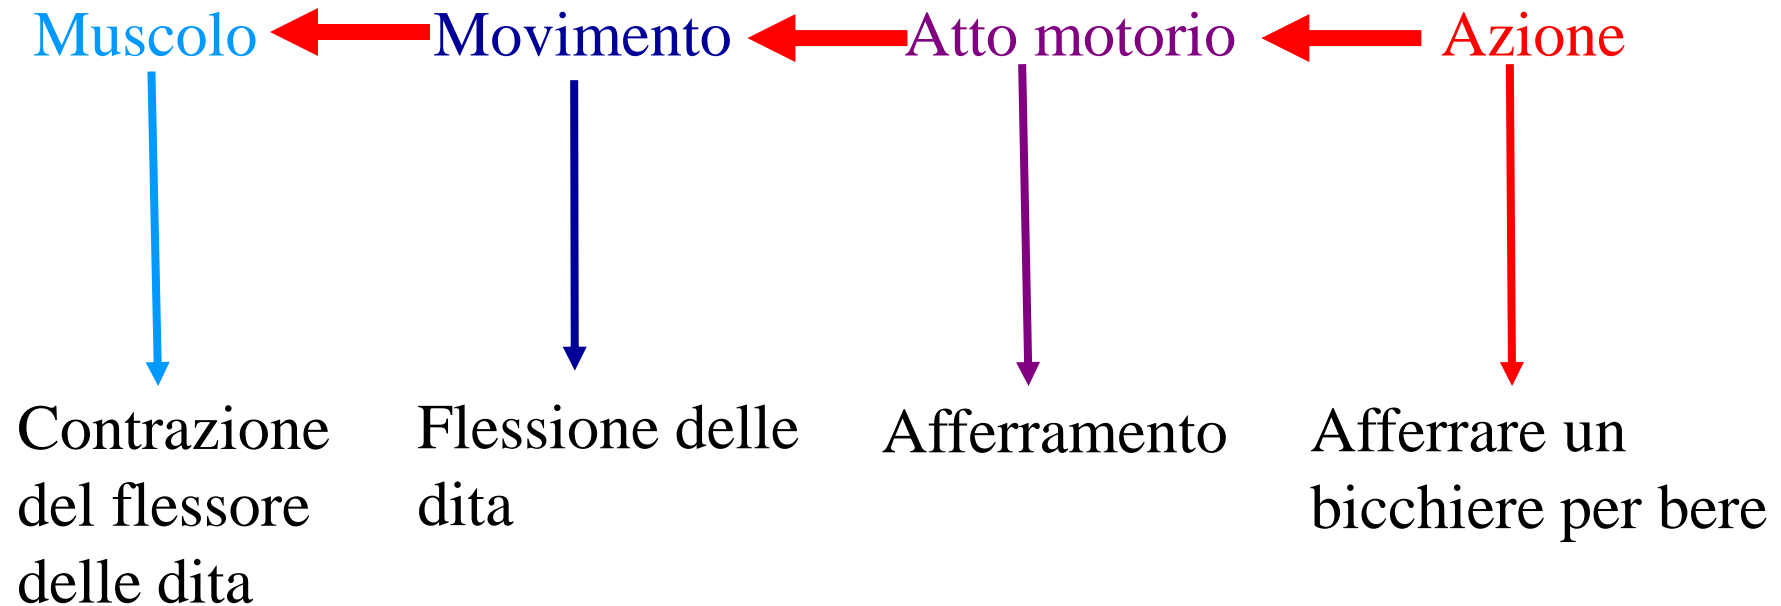 Muscolo Movimento Atto motorio Azione
Contrazione
del flessore
delle dita
Flessione delle
dita
Afferramento
Afferrare un
bicchiere per bere